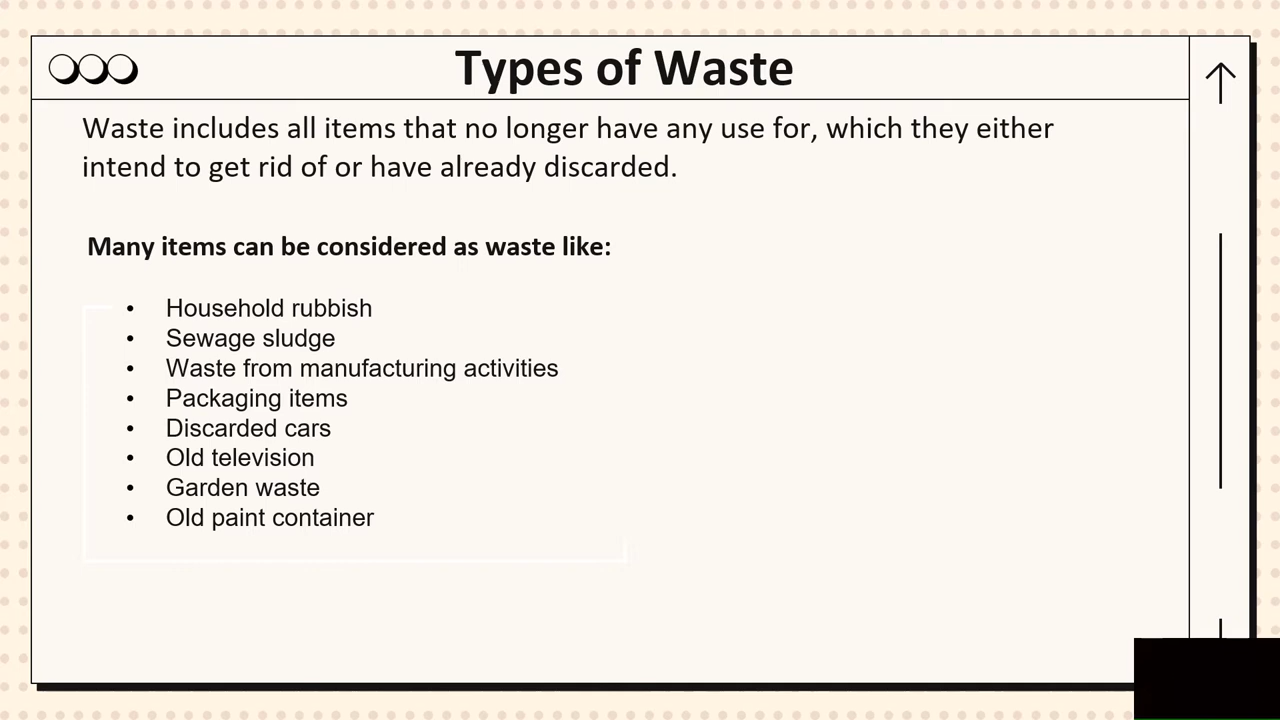 Types of Waste
Waste includes all items that no longer have any use for, which they either
intend to get rid of or have already discarded.
Many items can be considered as waste like:
• Household rubbish
• Sewage sludge
• Waste from manufacturing activities
• Packaging items
• Discarded cars
• Old television
• Garden waste
• Old paint container